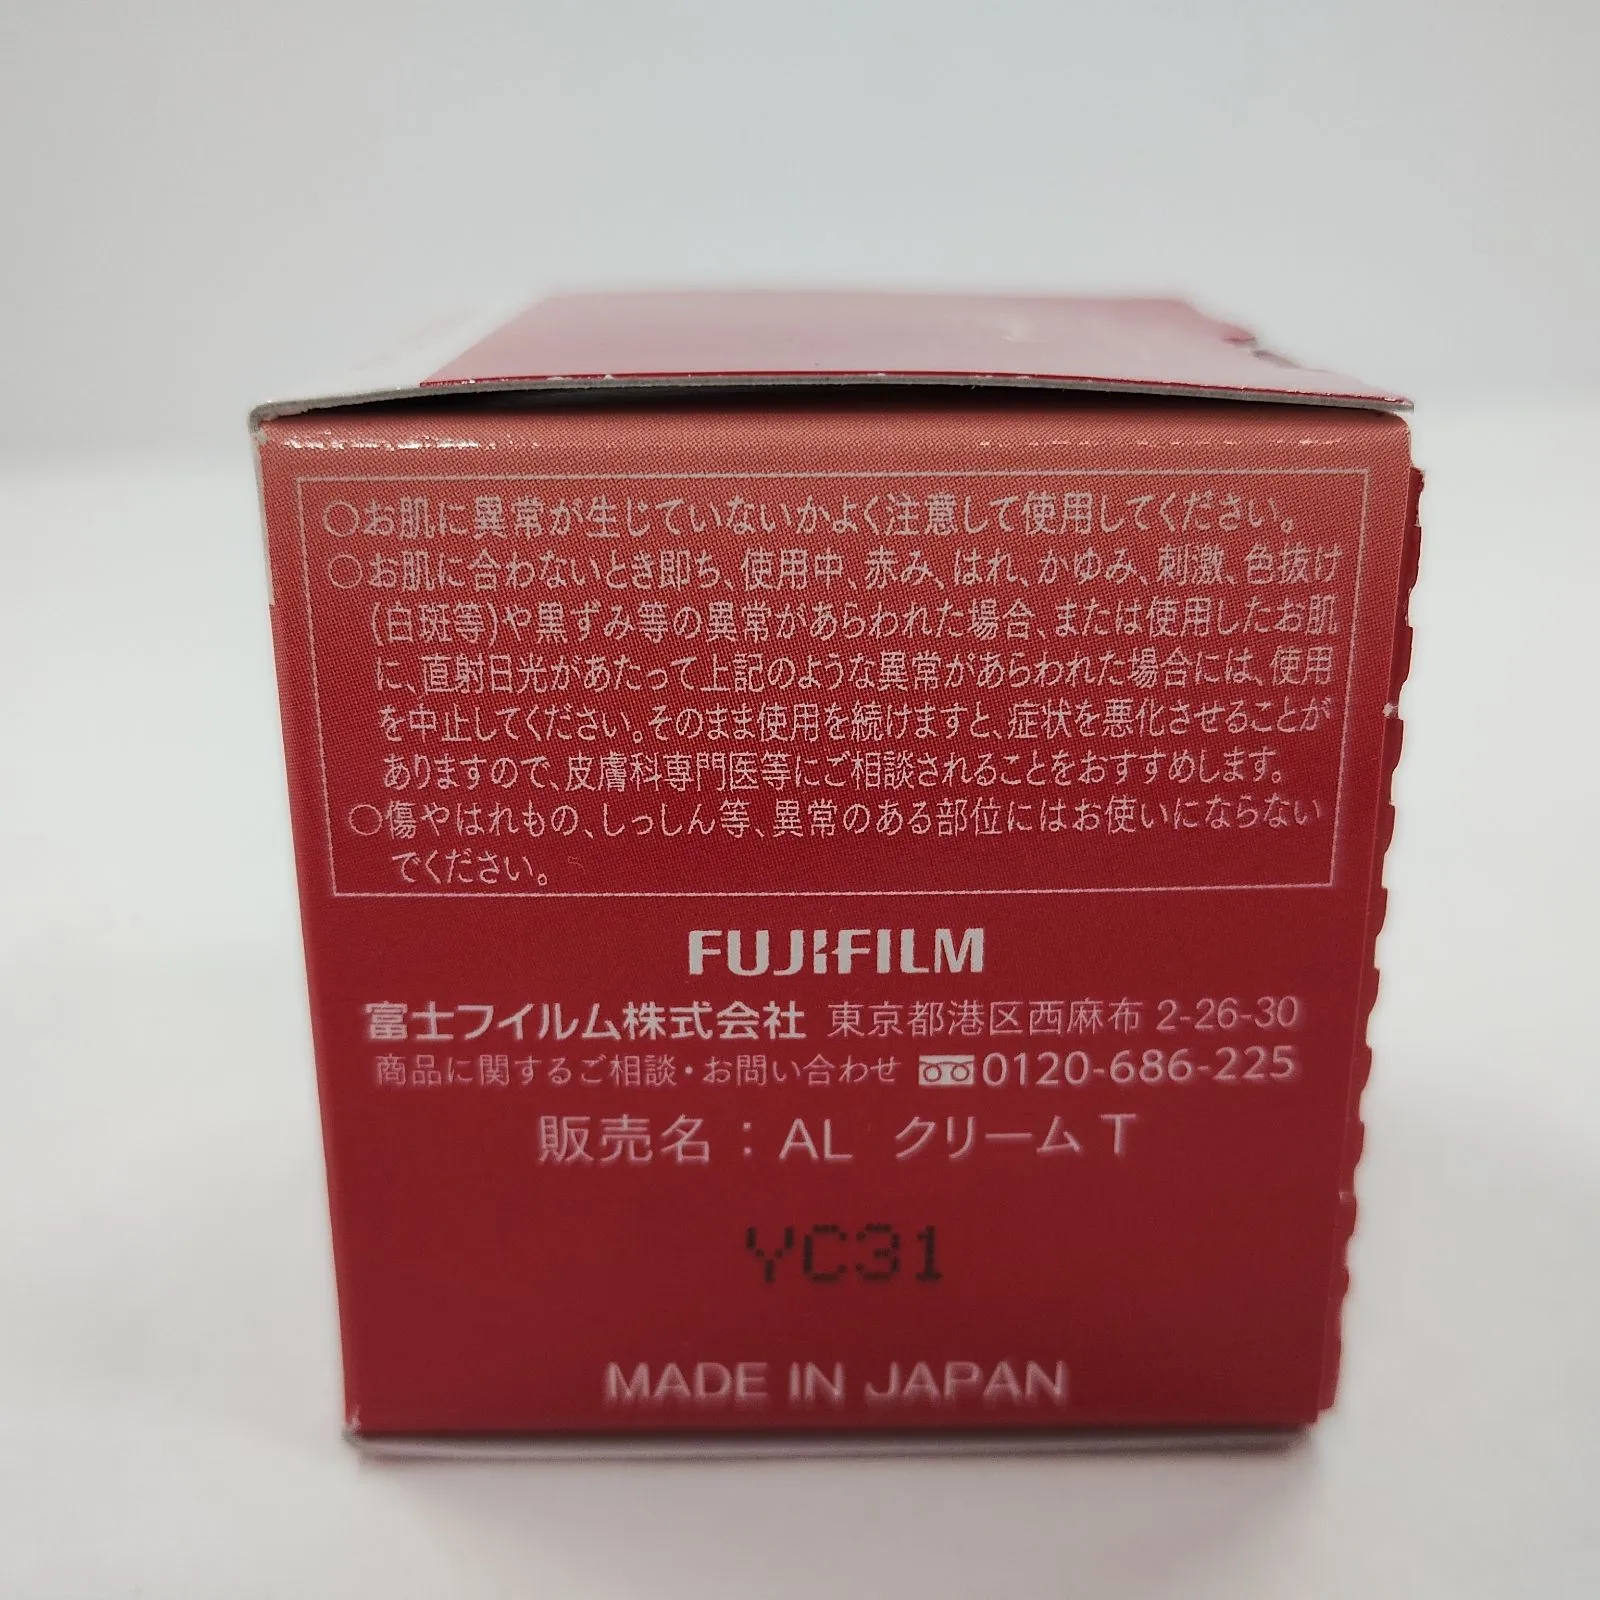 ○お肌に異常が生じていないかよく注意して使用してください。
○お肌に合わないとき即ち、使用中、赤み、はれ、かゆみ、刺激、色抜け
(白斑等)や黒ずみ等の異常があらわれた場合、または使用したお肌
に、直射日光があたって上記のような異常があらわれた場合には、使用
を中止してください。そのまま使用を続けますと、症状を悪化させることが
ありますので、皮膚科専門医等にご相談されることをおすすめします。
○傷やはれもの、しっしん等、異常のある部位にはお使いにならない
でください。
FUJIFILM
富士フイルム株式会社 東京都港区西麻布 2-26-30
商品に関するご相談・お問い合わせ 0120-686-225
販売名：AL クリームT
YC31
MADE IN JAPAN